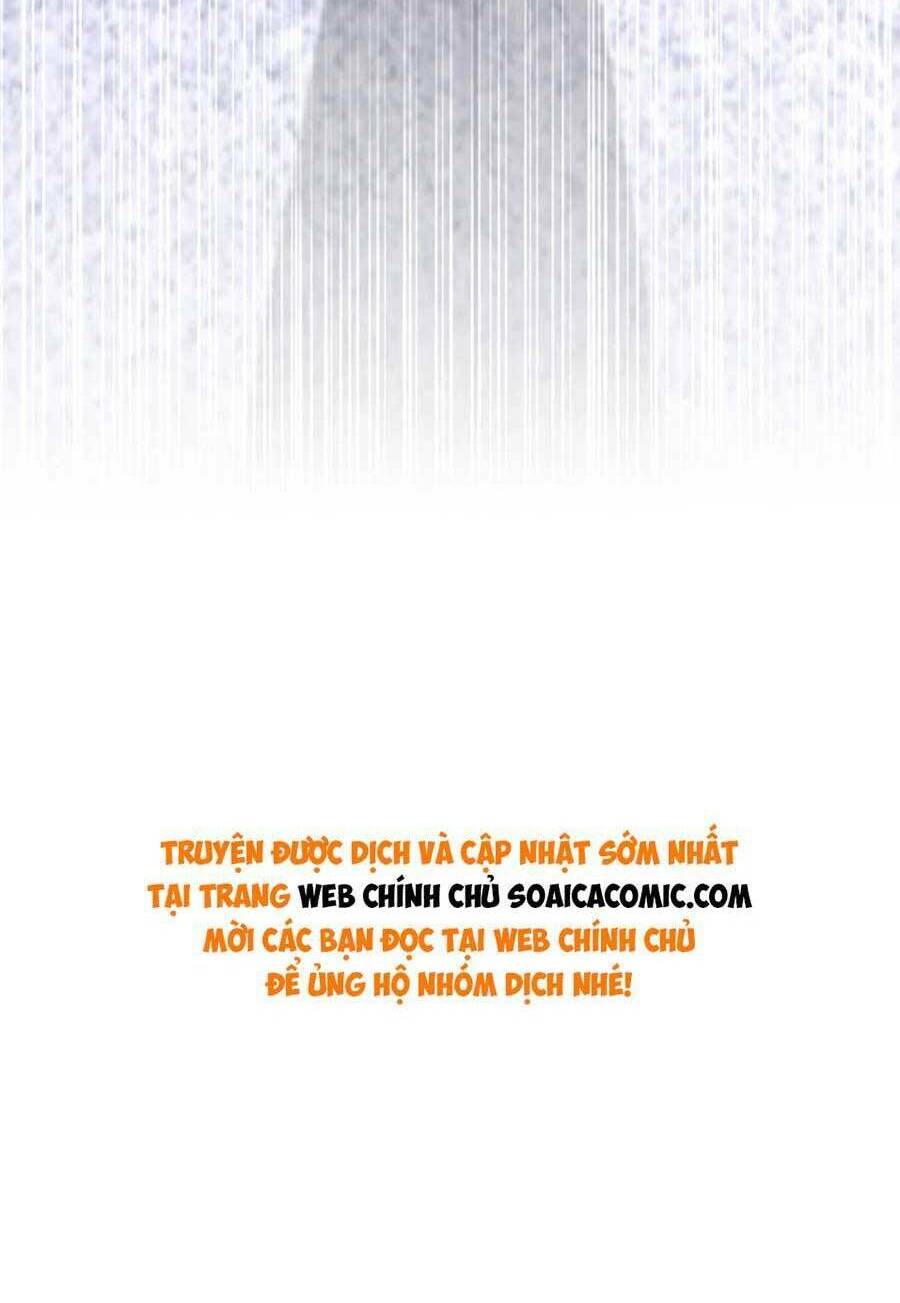 TRUYỆN ĐƯỢC DỊCH VÀ CẬP NHẬT SỚM NHẤT
TẠI TRANG WEB CHÍNH CHỦ SOAICACOMIC.COM
MỜI CÁC BẠN ĐỌC TẠI WEB CHÍNH CHỦ
ĐỂ ỦNG HỘ NHÓM DỊCH NHÉ!